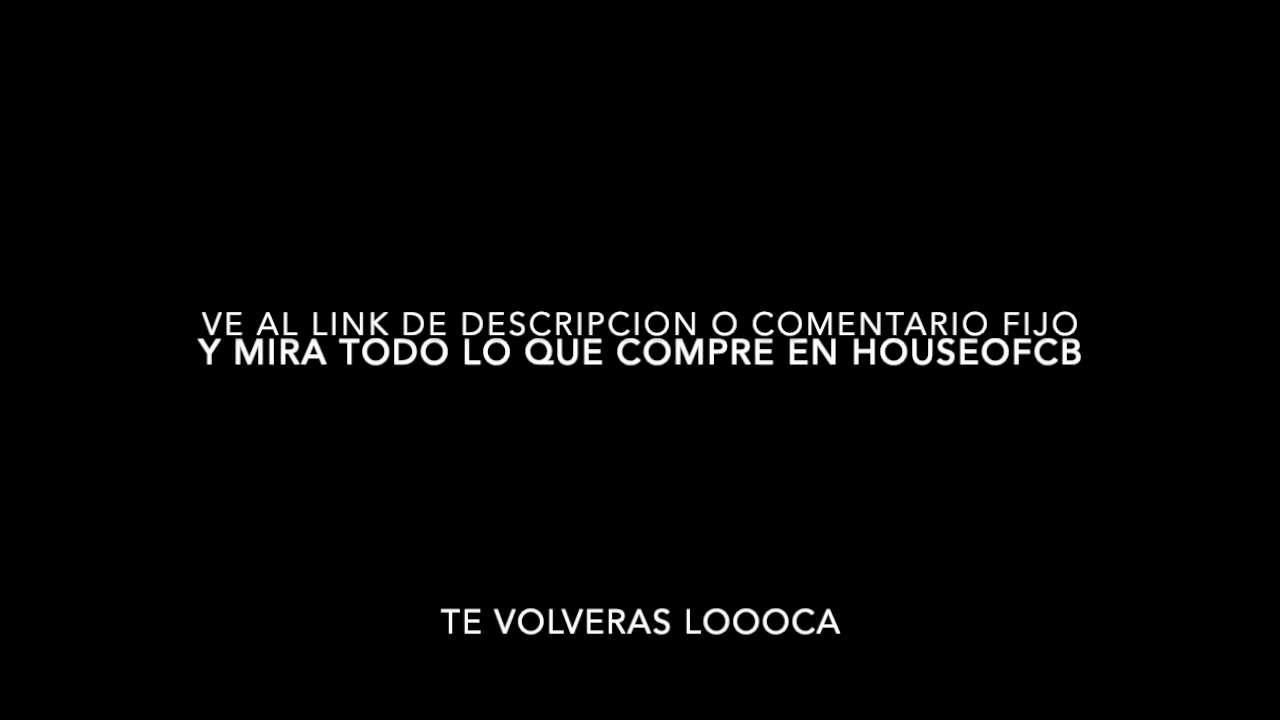 VE AL LINK DE DESCRIPCION O COMENTARIO FIJO
Y MIRA TODO LO QUE COMPRE EN HOUSEOFCB
TE VOLVERAS LOOOCA